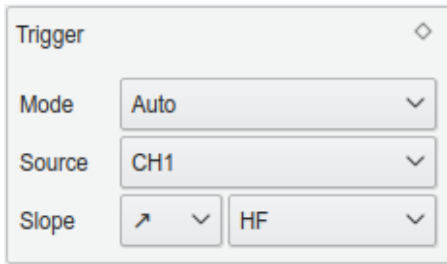 Trigger
Mode Auto
Source CH1
Slope ↗ HF